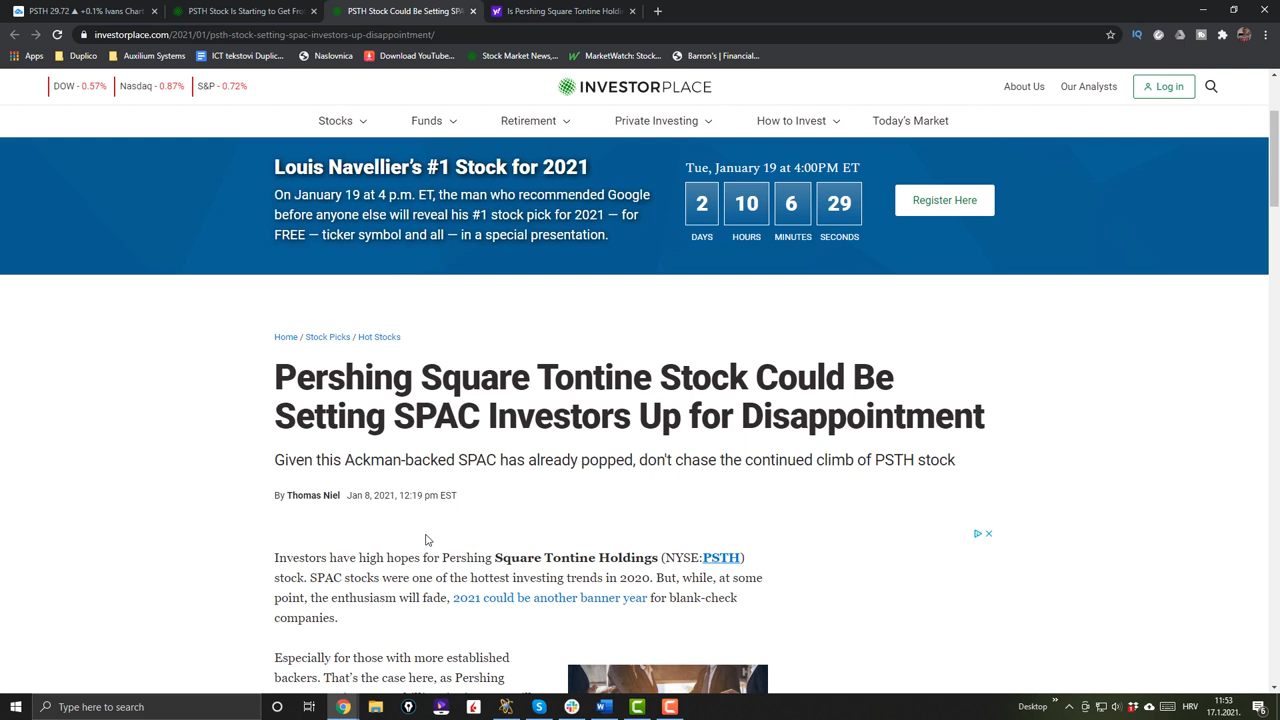 PSTH 29.72 ▲ +0.1% Ivans Chart
PSTH Stock Is Starting to Get Fro
PSTH Stock Could Be Setting SPAC
Is Pershing Square Tontine Holdin
investorplace.com/2021/01/psth-stock-setting-spac-investors-up-disappointment/
Apps
Duplico
Auxilium Systems
ICT tekstovi Duplic...
Naslovnica
Download YouTube...
Stock Market News,...
MarketWatch: Stock...
Barron's | Financial...
DOW - 0.57%
Nasdaq - 0.87%
S&P - 0.72%
INVESTORPLACE
About Us
Our Analysts
Log in
Stocks
Funds
Retirement
Private Investing
How to Invest
Today's Market
Louis Navellier's #1 Stock for 2021
On January 19 at 4 p.m. ET, the man who recommended Google
before anyone else will reveal his #1 stock pick for 2021 — for
FREE — ticker symbol and all — in a special presentation.
Tue, January 19 at 4:00PM ET
2 10 6 29
DAYS HOURS MINUTES SECONDS
Register Here
Home / Stock Picks / Hot Stocks
Pershing Square Tontine Stock Could Be
Setting SPAC Investors Up for Disappointment
Given this Ackman-backed SPAC has already popped, don't chase the continued climb of PSTH stock
By Thomas Niel Jan 8, 2021, 12:19 pm EST
Investors have high hopes for Pershing Square Tontine Holdings (NYSE:PSTH)
stock. SPAC stocks were one of the hottest investing trends in 2020. But, while, at some
point, the enthusiasm will fade, 2021 could be another banner year for blank-check
companies.
Especially for those with more established
backers. That's the case here, as Pershing
Type here to search
Desktop
HR
11:53
17.1.2021.